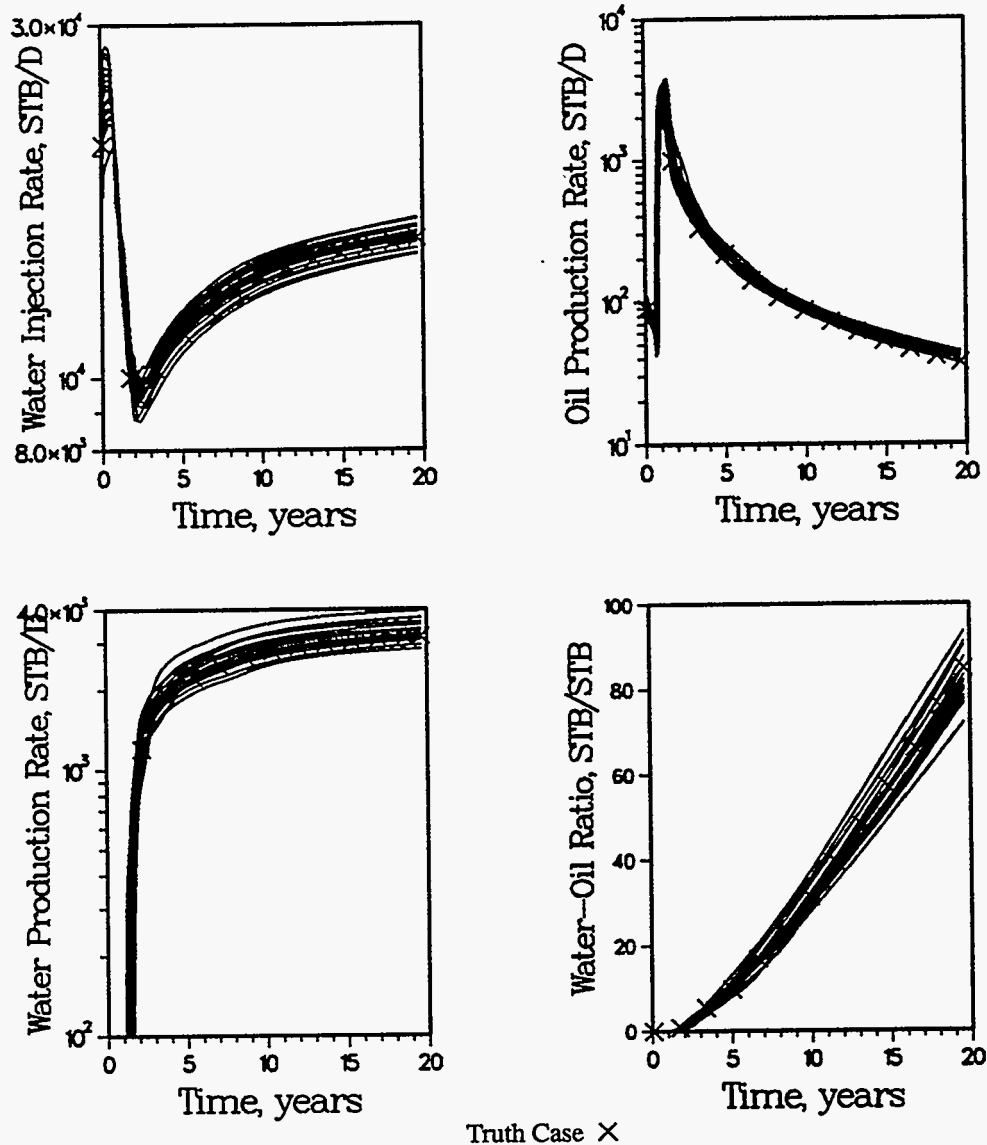 3.0×10⁴
10⁴
8.0×10³
0 5 10 15 20
Water Injection Rate, STB/D
Time, years
10⁴
10³
10²
10¹
0 5 10 15 20
Oil Production Rate, STB/D
Time, years
4.0×10³
10³
10²
0 5 10 15 20
Water Production Rate, STB/D
Time, years
100
80
60
40
20
0
0 5 10 15 20
Water-Oil Ratio, STB/STB
Time, years
Truth Case ×